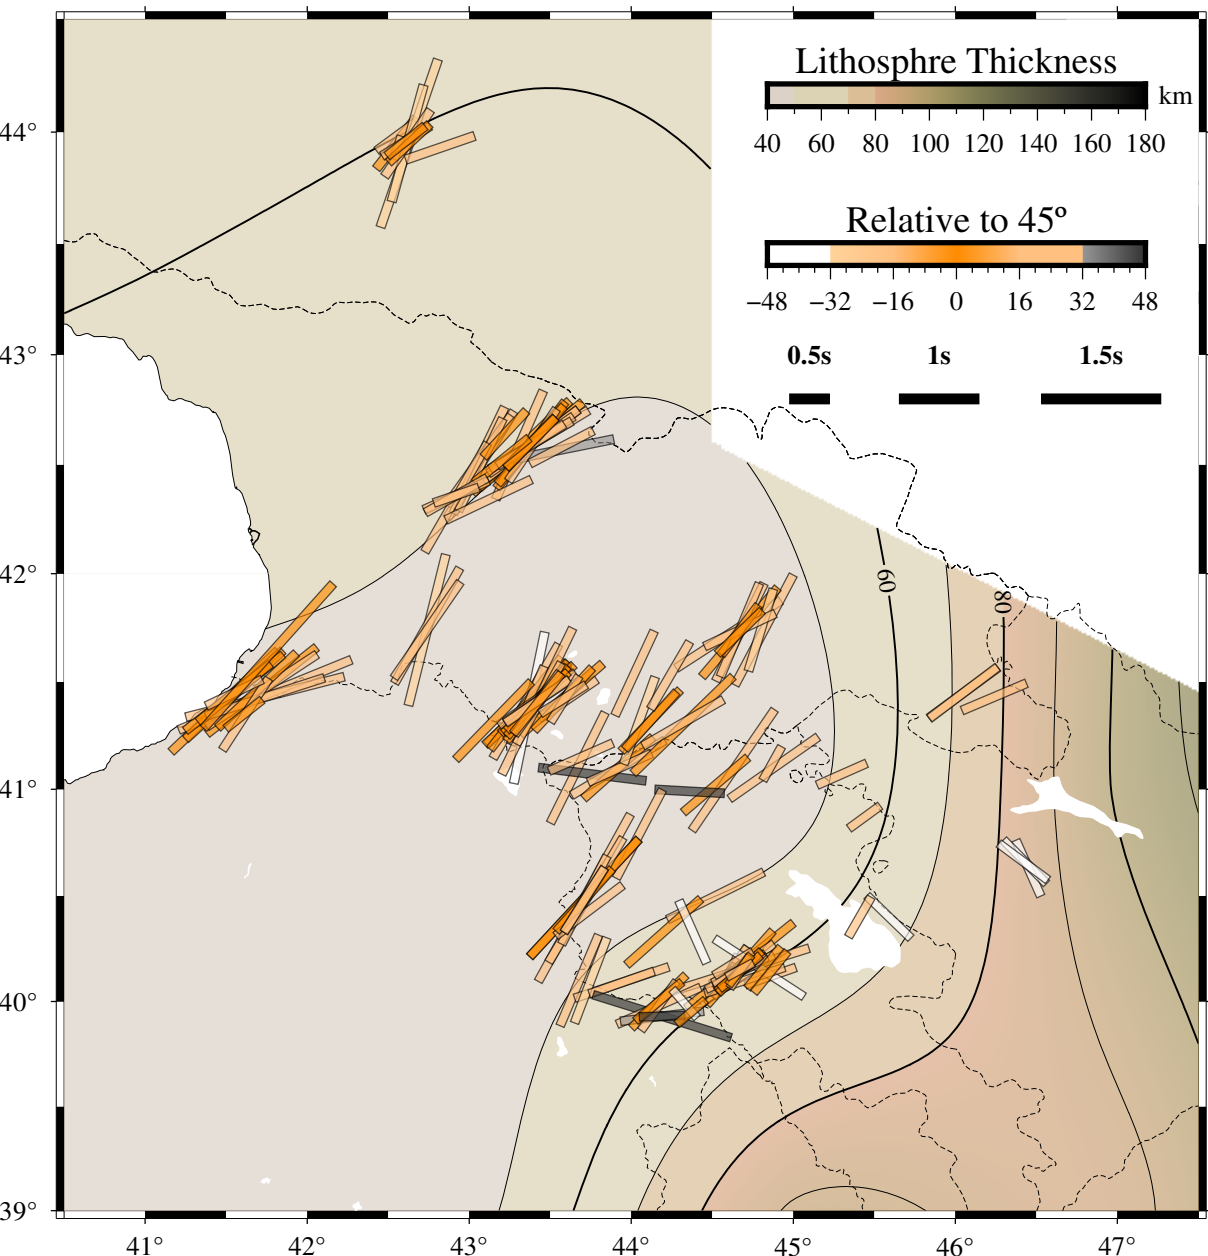 Lithosphre Thickness
km
40 60 80 100 120 140 160 180
Relative to 45º
−48 −32 −16 0 16 32 48
0.5s 1s 1.5s
44°
43°
42°
41°
40°
39°
60
80
41° 42° 43° 44° 45° 46° 47°